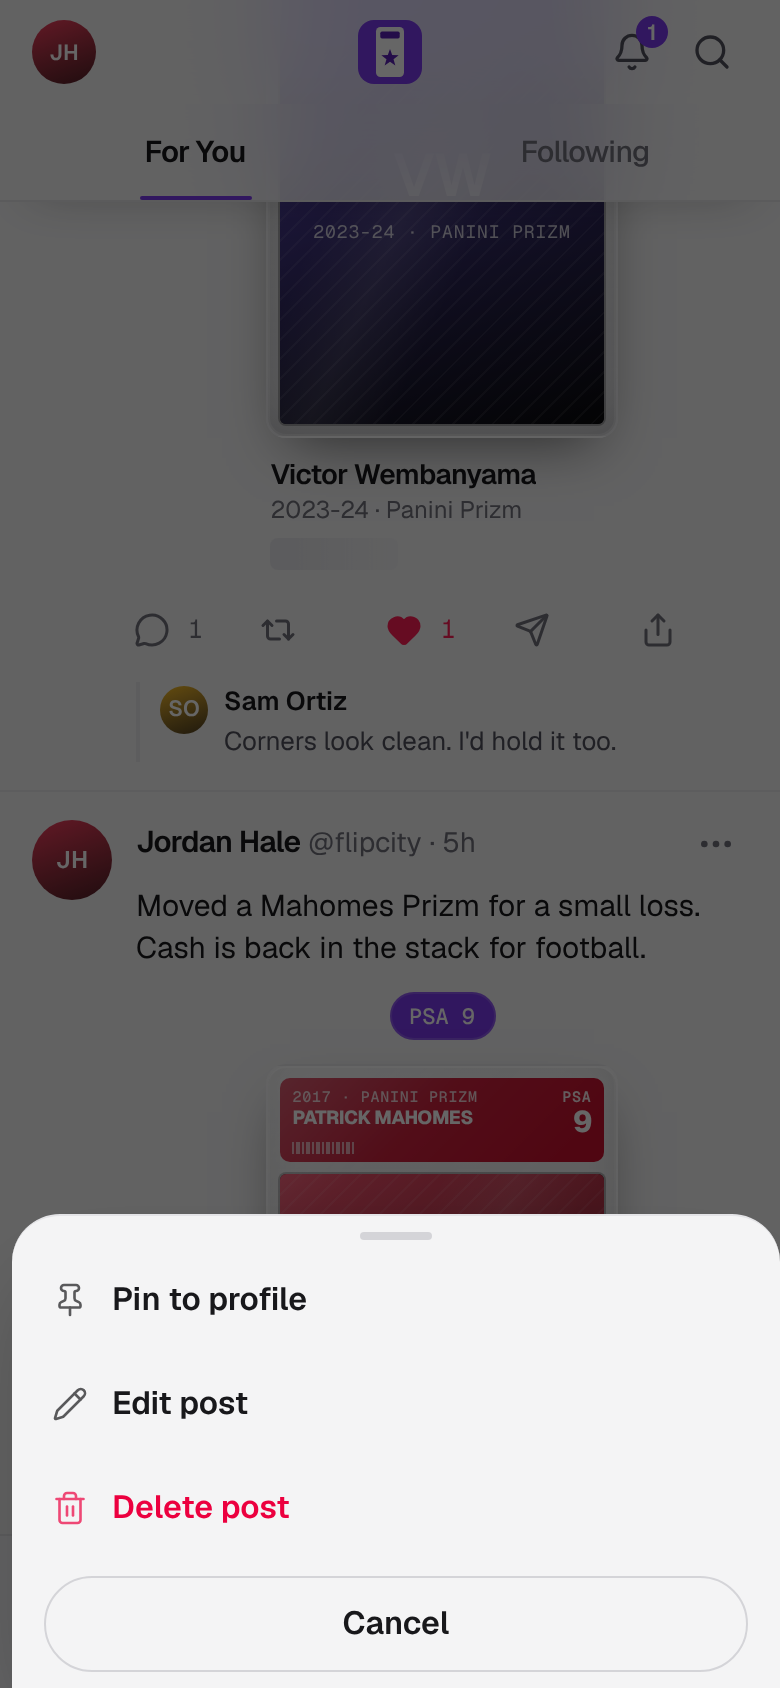 JH
1
For You
Following
VW
2023-24 · PANINI PRIZM
Victor Wembanyama
2023-24 · Panini Prizm
1
1
SO
Sam Ortiz
Corners look clean. I'd hold it too.
JH
Jordan Hale @flipcity · 5h
Moved a Mahomes Prizm for a small loss.
Cash is back in the stack for football.
PSA 9
2017 · PANINI PRIZM
PSA
PATRICK MAHOMES
9
Pin to profile
Edit post
Delete post
Cancel